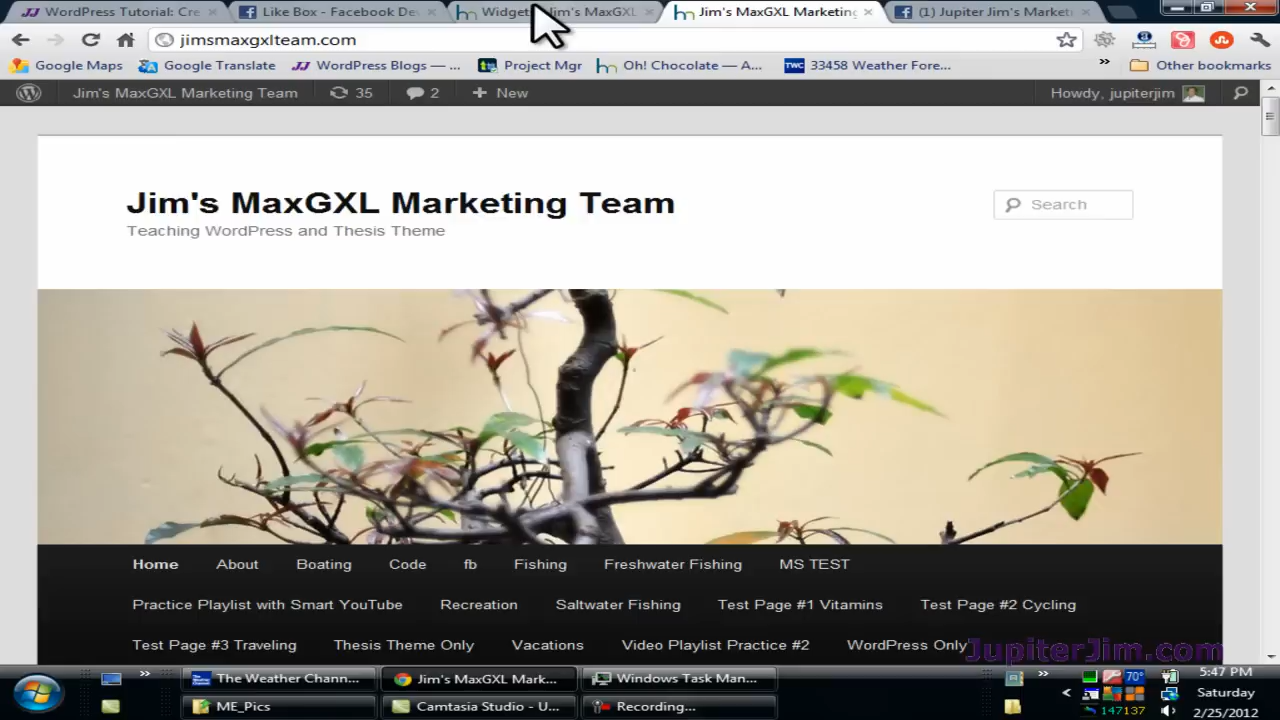 WordPress Tutorial: Cre
Like Box - Facebook De
Widget Jim's MaxGXL
Jim's MaxGXL Marketing
(1) Jupiter Jim's Market
jimsmaxgxlteam.com
Google Maps
Google Translate
WordPress Blogs — ...
Project Mgr
Oh! Chocolate — A...
TWC
33458 Weather Fore...
Other bookmarks
Jim's MaxGXL Marketing Team
35
2
New
Howdy, jupiterjim
Jim's MaxGXL Marketing Team
Search
Teaching WordPress and Thesis Theme
Home
About
Boating
Code
fb
Fishing
Freshwater Fishing
MS TEST
Practice Playlist with Smart YouTube
Recreation
Saltwater Fishing
Test Page #1 Vitamins
Test Page #2 Cycling
Test Page #3 Traveling
Thesis Theme Only
Vacations
Video Playlist Practice #2
WordPress Only
JupiterJim.com
The Weather Chann...
Jim's MaxGXL Mark...
Windows Task Man...
70°
5:47 PM
Saturday
ME_Pics
Camtasia Studio - U...
Recording...
147137
2/25/2012